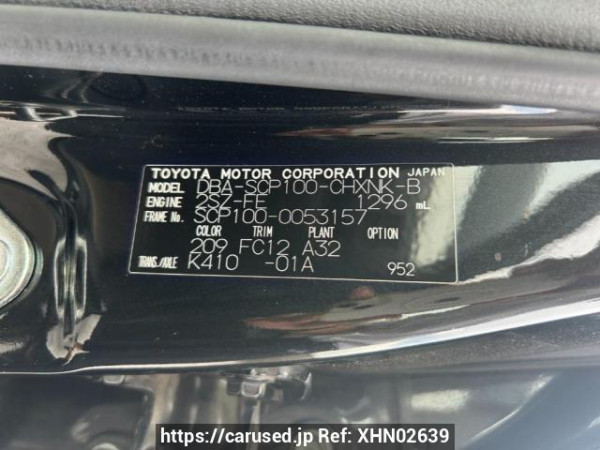 TOYOTA MOTOR CORPORATION JAPAN
MODEL DBA-SCP100-CHXNK-B
ENGINE 2SZ-FE 1296 mL
FRAME No. SCP100-0053157
COLOR TRIM PLANT OPTION
209 FC12 A32
TRANS./AXLE K410 -01A 952
https://carused.jp Ref: XHN02639